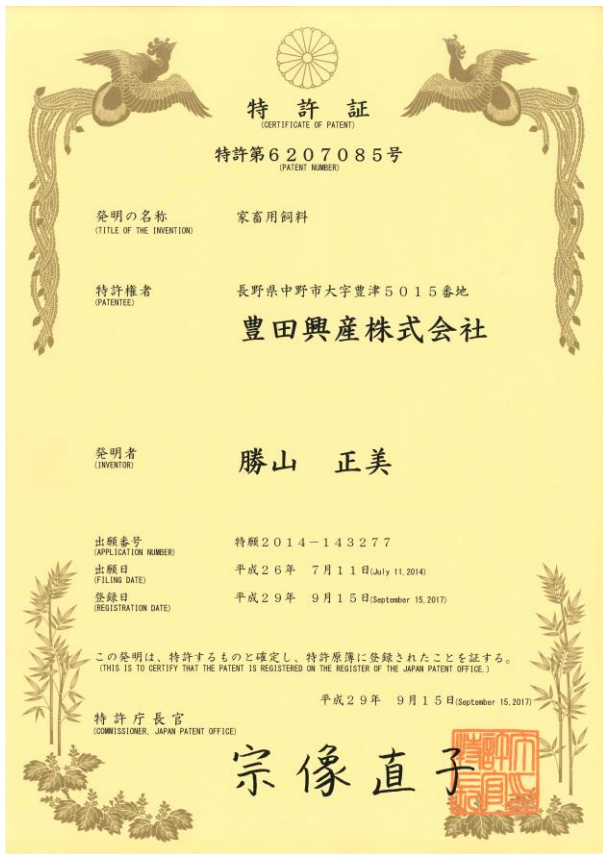 特許証
(CERTIFICATE OF PATENT)
特許第6207085号
(PATENT NUMBER)
発明の名称 家畜用飼料
(TITLE OF THE INVENTION)
特許権者 長野県中野市大字豊津5015番地
(PATENTEE)
豊田興産株式会社
発明者 勝山 正美
(INVENTOR)
出願番号 特願2014-143277
(APPLICATION NUMBER)
出願日 平成26年 7月11日(July 11,2014)
(FILING DATE)
登録日 平成29年 9月15日(September 15,2017)
(REGISTRATION DATE)
この発明は、特許するものと確定し、特許原簿に登録されたことを証する。
(THIS IS TO CERTIFY THAT THE PATENT IS REGISTERED ON THE REGISTER OF THE JAPAN PATENT OFFICE.)
平成29年 9月15日(September 15,2017)
特許庁長官
(COMMISSIONER, JAPAN PATENT OFFICE)
宗像直子